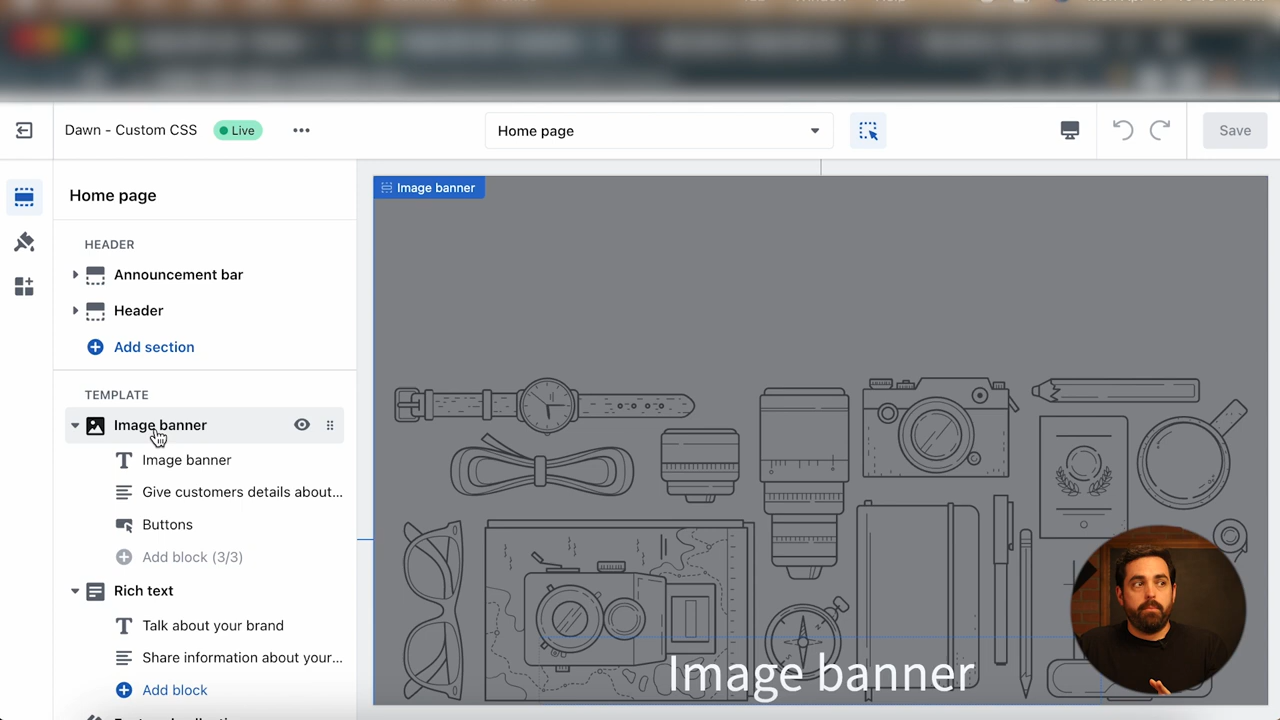 Dawn - Custom CSS
Live
Home page
Save
Home page
Image banner
HEADER
Announcement bar
Header
Add section
TEMPLATE
Image banner
Image banner
Give customers details about...
Buttons
Add block (3/3)
Rich text
Talk about your brand
Share information about your...
Add block
Image banner